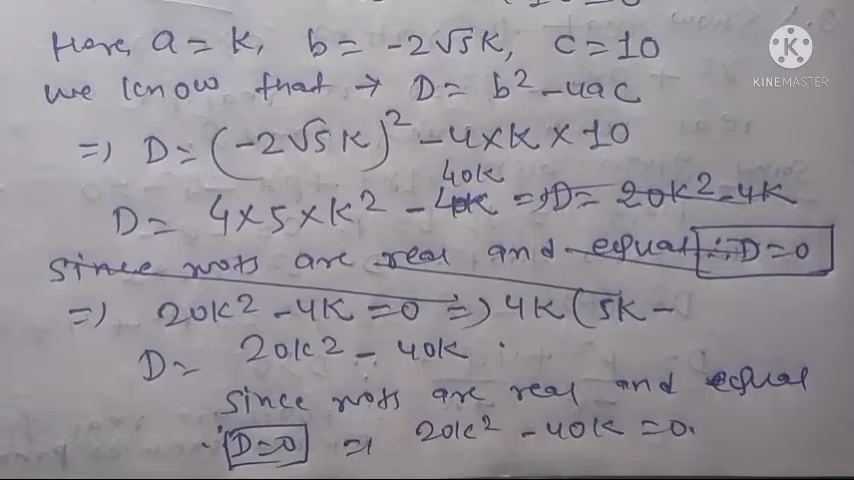 Here, a = K, b = -2√5K, C = 10
K
KINEMASTER
we know that → D = b² - 4ac
=> D = (-2√5K)² - 4×K×10
40K
D = 4×5×K² - 40K => D = 20K² - 4K
since roots are real and equal ∴ D=0
=> 20K² - 4K = 0 => 4K(5K -
D = 20K² - 40K .
since roots are real and equal
∴ D=0 => 20K² - 40K = 0.